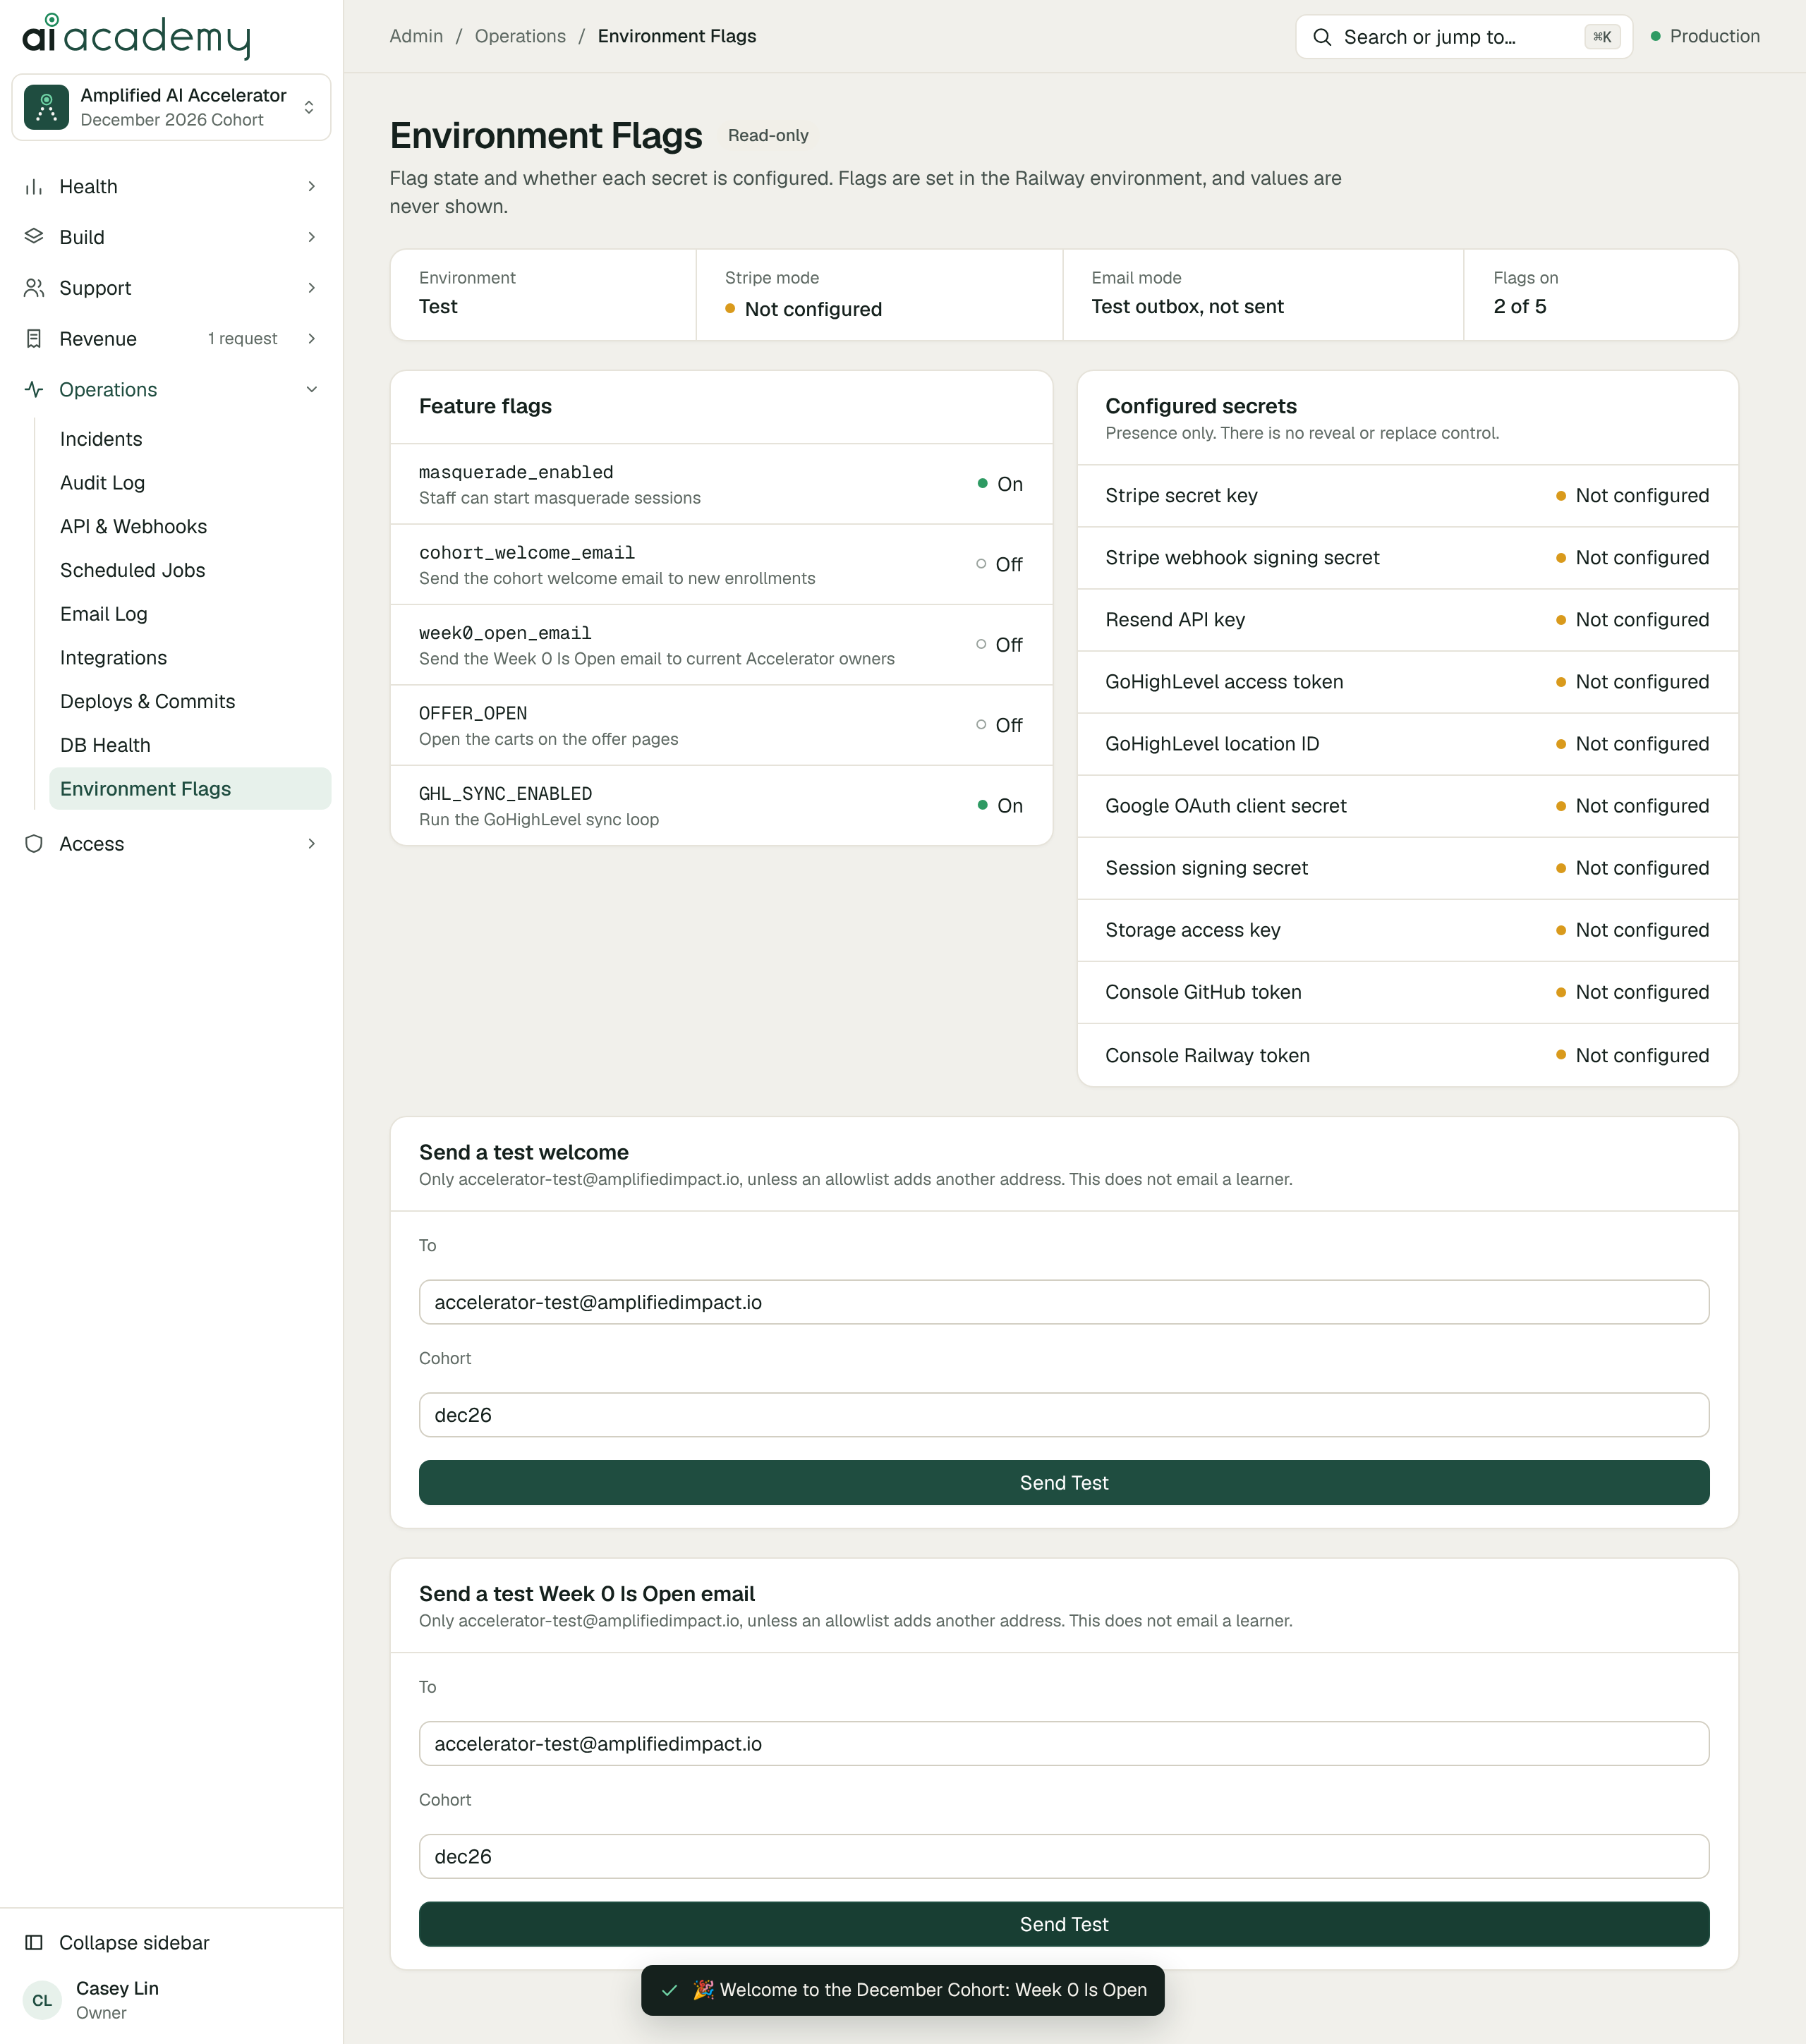 ai academy
Amplified AI Accelerator
December 2026 Cohort
Health
Build
Support
Revenue 1 request
Operations
Incidents
Audit Log
API & Webhooks
Scheduled Jobs
Email Log
Integrations
Deploys & Commits
DB Health
Environment Flags
Access
Collapse sidebar
CL
Casey Lin
Owner
Admin / Operations / Environment Flags
Search or jump to… ⌘K
Production
Environment Flags Read-only
Flag state and whether each secret is configured. Flags are set in the Railway environment, and values are
never shown.
Environment
Test
Stripe mode
Not configured
Email mode
Test outbox, not sent
Flags on
2 of 5
Feature flags
masquerade_enabled
Staff can start masquerade sessions
On
cohort_welcome_email
Send the cohort welcome email to new enrollments
Off
week0_open_email
Send the Week 0 Is Open email to current Accelerator owners
Off
OFFER_OPEN
Open the carts on the offer pages
Off
GHL_SYNC_ENABLED
Run the GoHighLevel sync loop
On
Configured secrets
Presence only. There is no reveal or replace control.
Stripe secret key Not configured
Stripe webhook signing secret Not configured
Resend API key Not configured
GoHighLevel access token Not configured
GoHighLevel location ID Not configured
Google OAuth client secret Not configured
Session signing secret Not configured
Storage access key Not configured
Console GitHub token Not configured
Console Railway token Not configured
Send a test welcome
Only accelerator-test@amplifiedimpact.io, unless an allowlist adds another address. This does not email a learner.
To
accelerator-test@amplifiedimpact.io
Cohort
dec26
Send Test
Send a test Week 0 Is Open email
Only accelerator-test@amplifiedimpact.io, unless an allowlist adds another address. This does not email a learner.
To
accelerator-test@amplifiedimpact.io
Cohort
dec26
Send Test
🎉 Welcome to the December Cohort: Week 0 Is Open